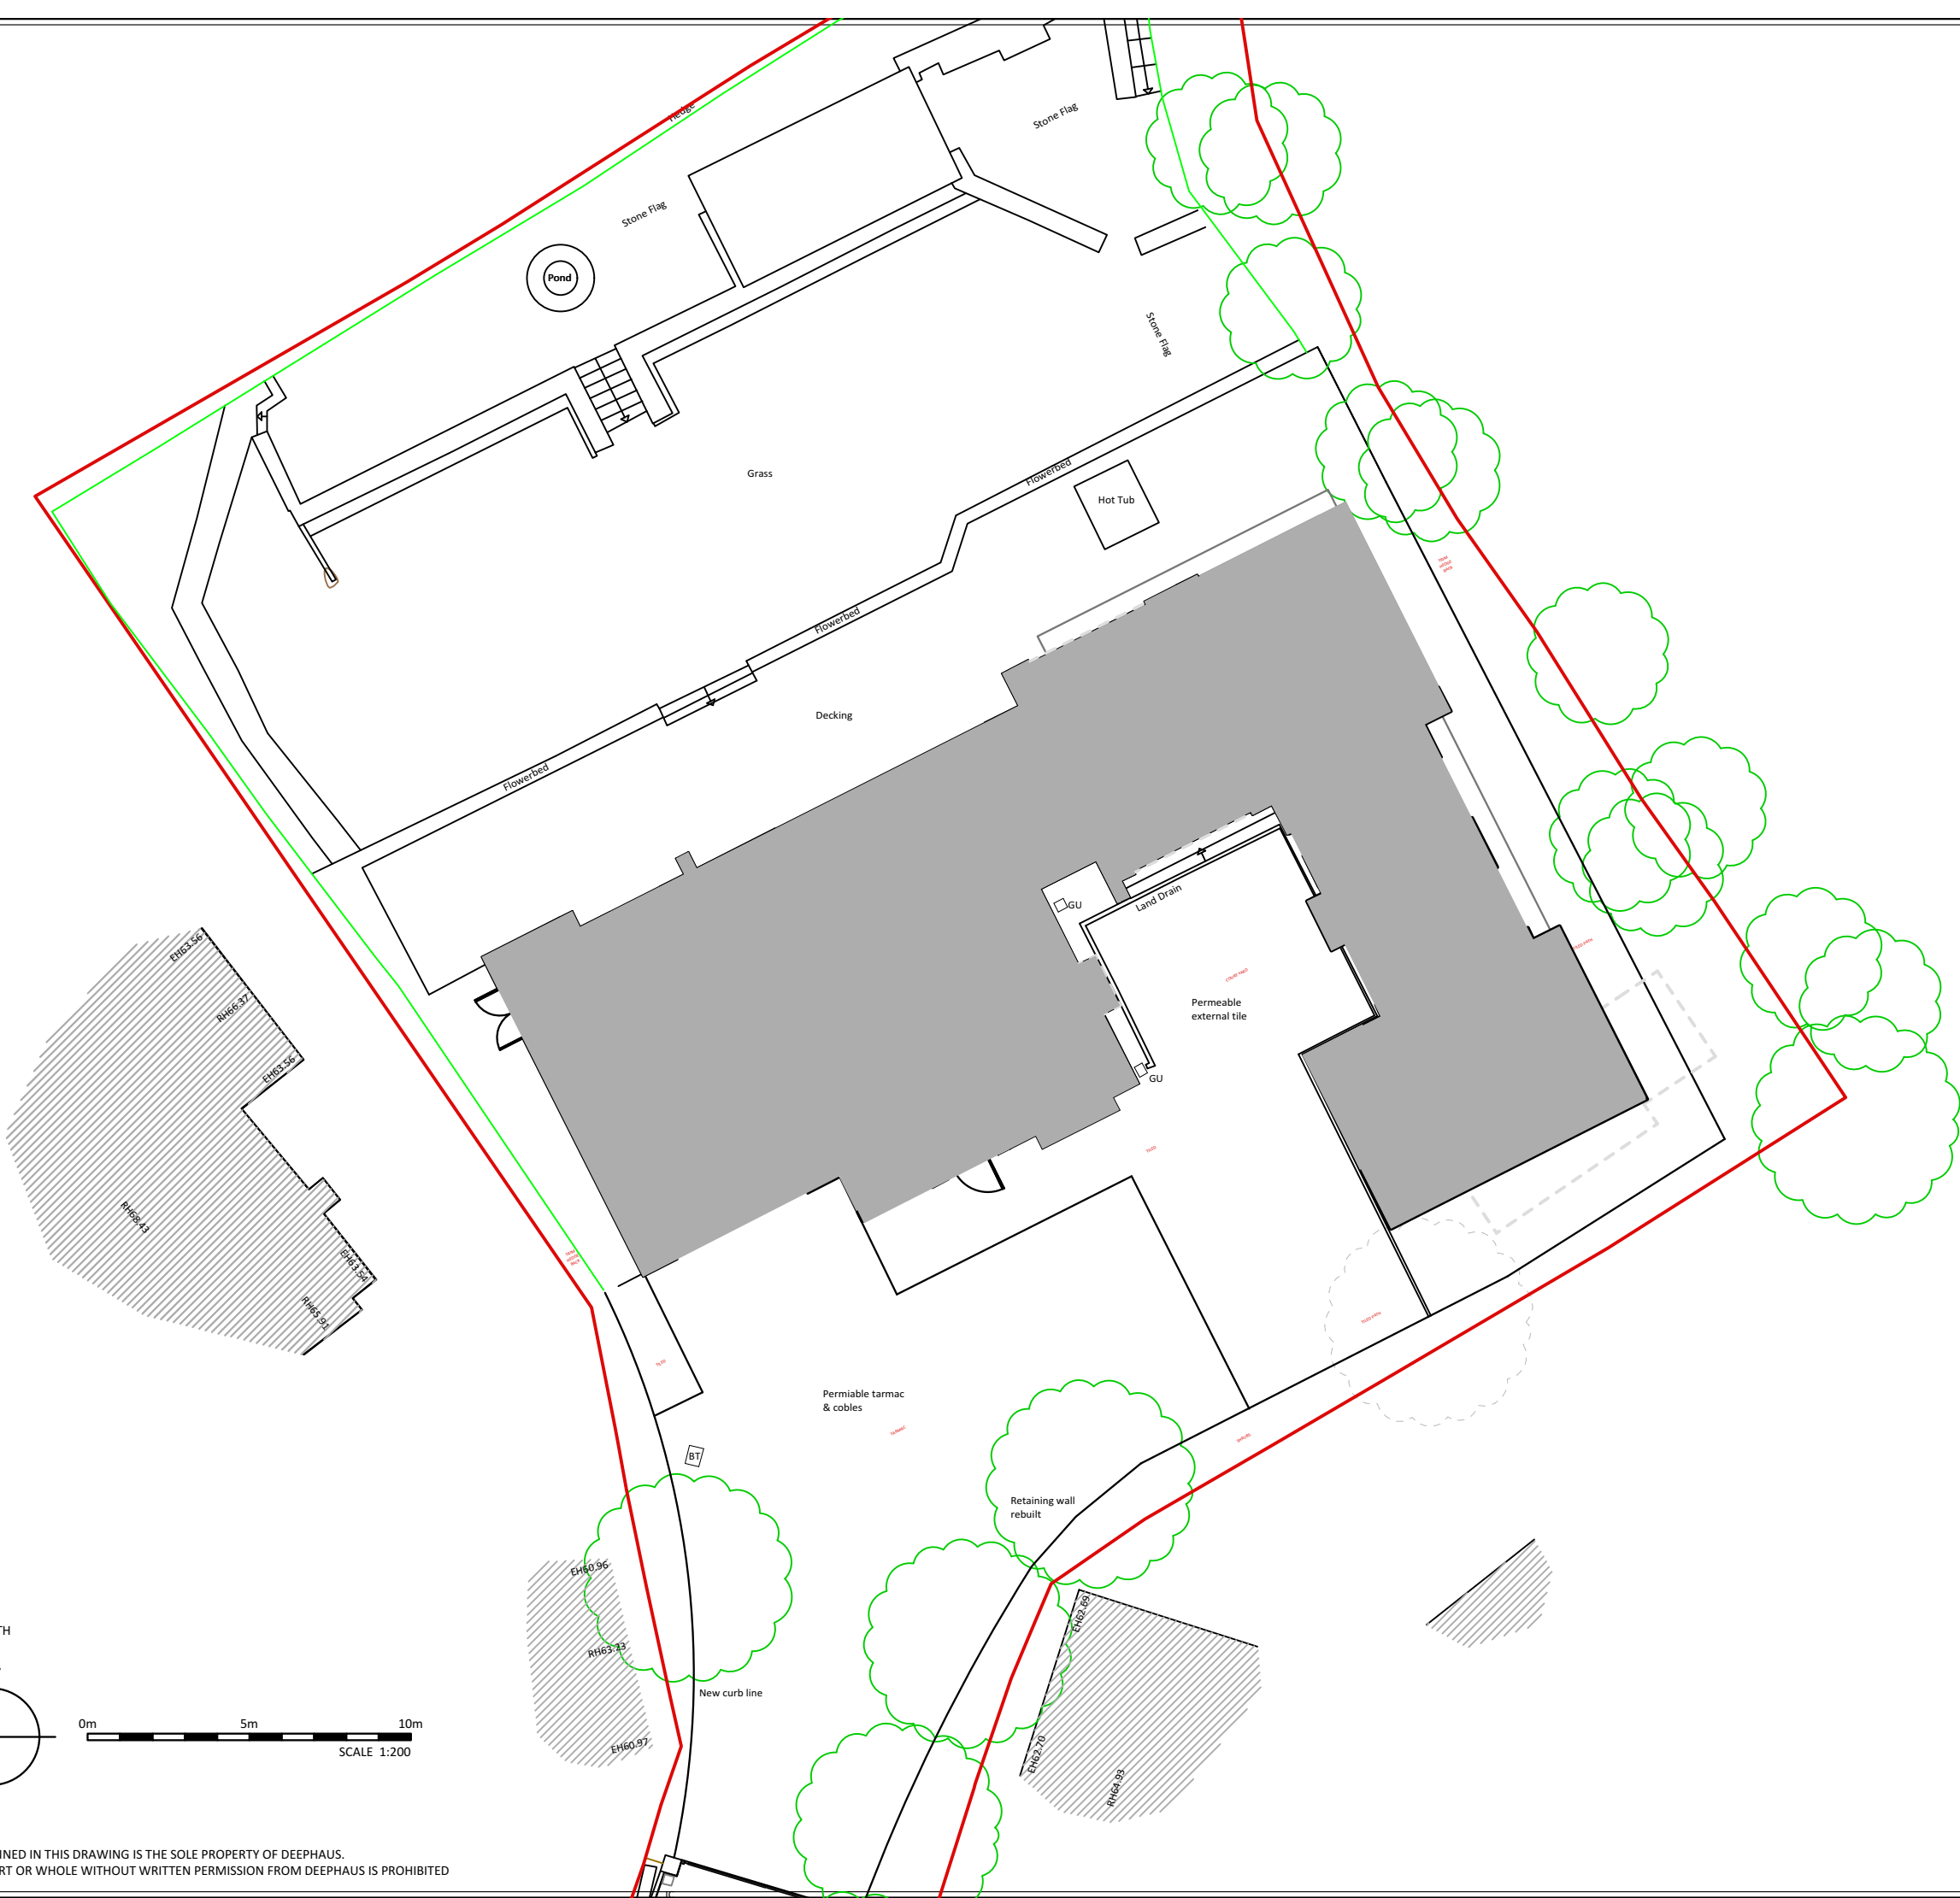 Hedge
Stone Flag
Stone Flag
Pond
Stone Flag
Grass
Flowerbed
Hot Tub
Flowerbed
Decking
Flowerbed
GU
Land Drain
EH63.56
RH66.37
EH63.56
Permeable
external tile
GU
RH68.43
EH63.54
RH65.91
Permiable tarmac
& cobles
BT
Retaining wall
rebuilt
EH60.96
EH62.69
RH63.23
TH
New curb line
0m 5m 10m
SCALE 1:200
EH60.97
EH62.70
RH64.93
INED IN THIS DRAWING IS THE SOLE PROPERTY OF DEEPHAUS.
RT OR WHOLE WITHOUT WRITTEN PERMISSION FROM DEEPHAUS IS PROHIBITED